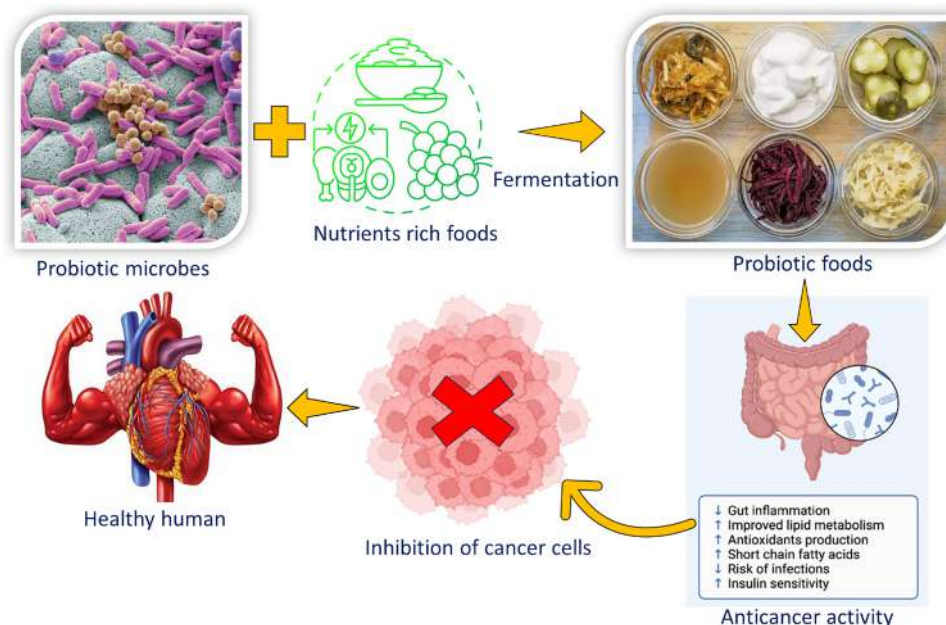 Probiotic microbes
Nutrients rich foods
Fermentation
Probiotic foods
↓ Gut inflammation
↑ Improved lipid metabolism
↑ Antioxidants production
↑ Short chain fatty acids
↓ Risk of infections
↑ Insulin sensitivity
Anticancer activity
Inhibition of cancer cells
Healthy human